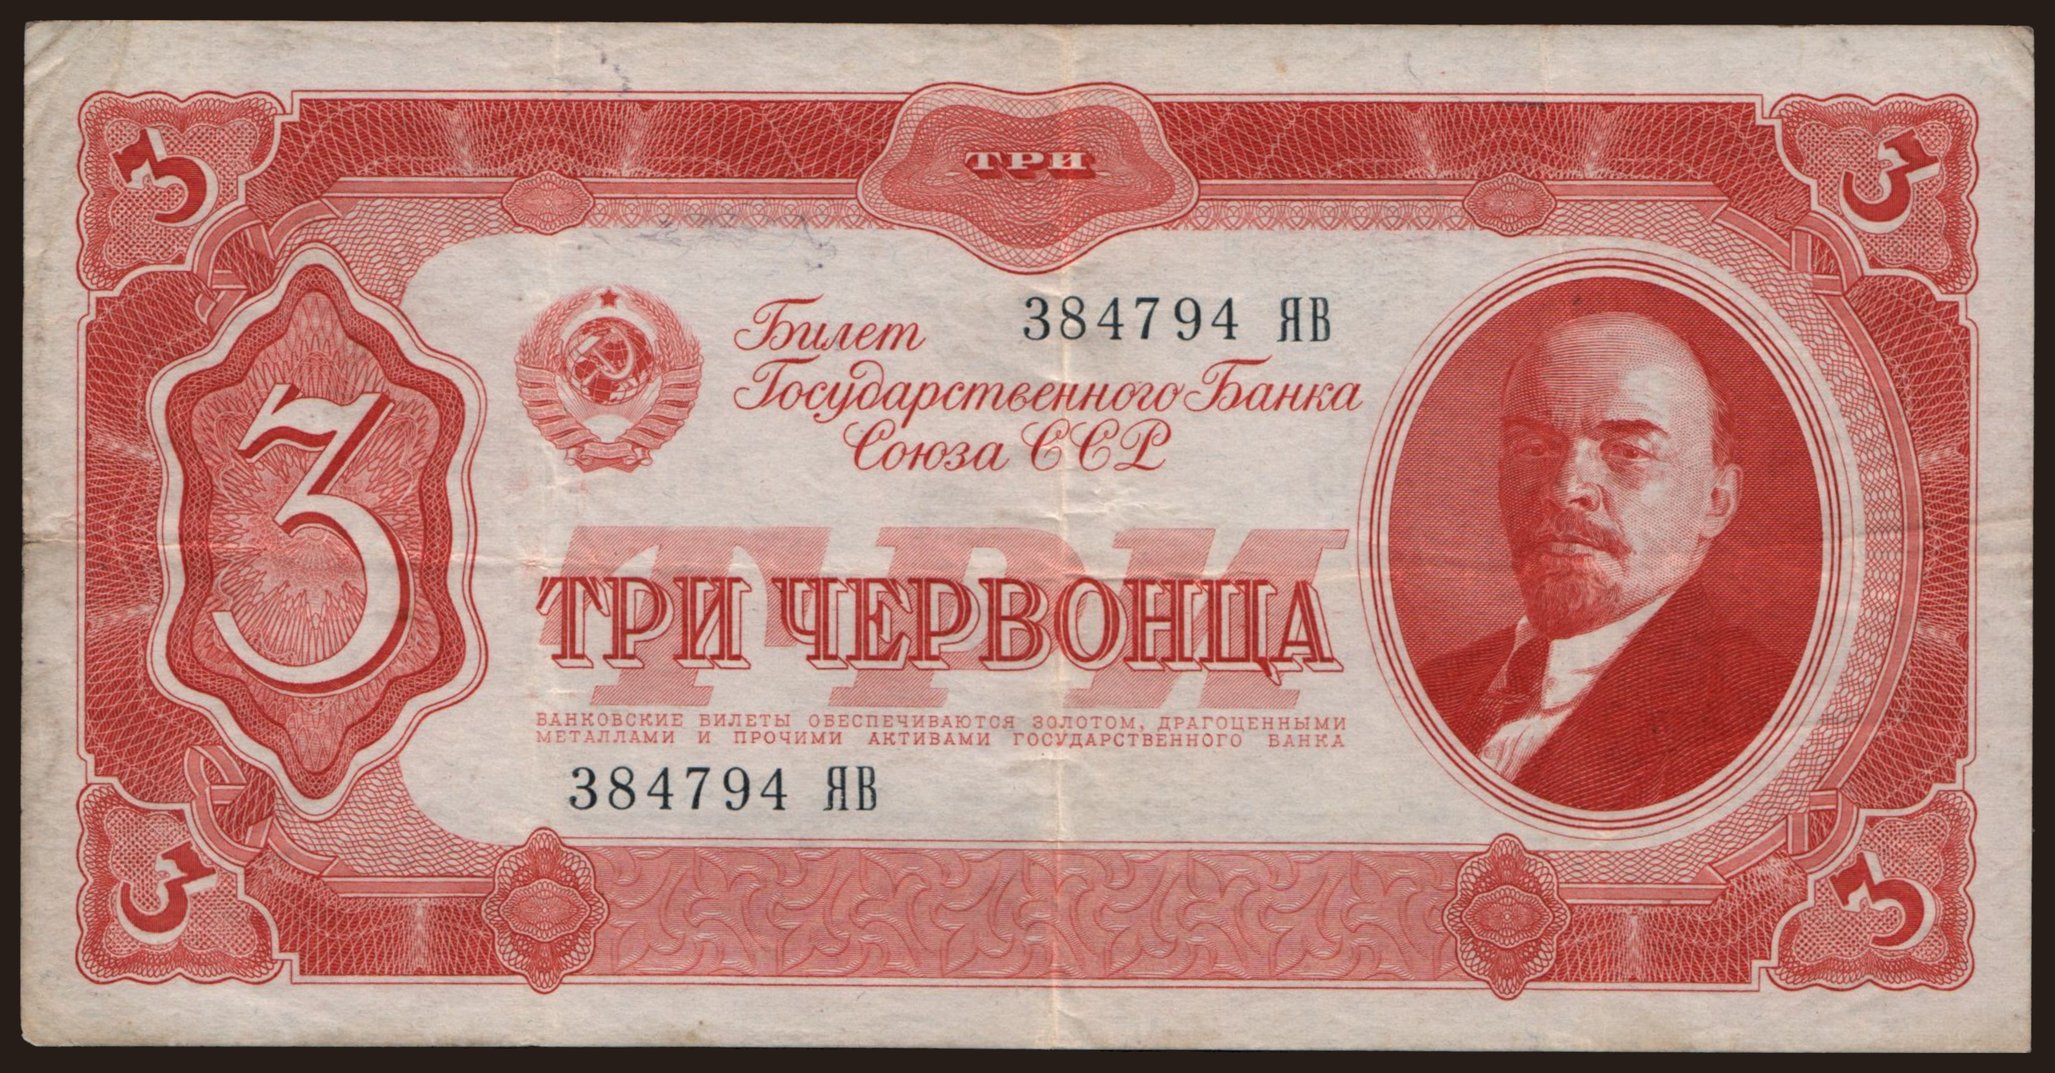 3 ТРИ 3
384794 ЯВ
Билет
Государственного Банка
Союза ССР
3
ТРИ
ТРИ ЧЕРВОНЦА
БАНКОВСКИЕ БИЛЕТЫ ОБЕСПЕЧИВАЮТСЯ ЗОЛОТОМ, ДРАГОЦЕННЫМИ
МЕТАЛЛАМИ И ПРОЧИМИ АКТИВАМИ ГОСУДАРСТВЕННОГО БАНКА
384794 ЯВ
3 3